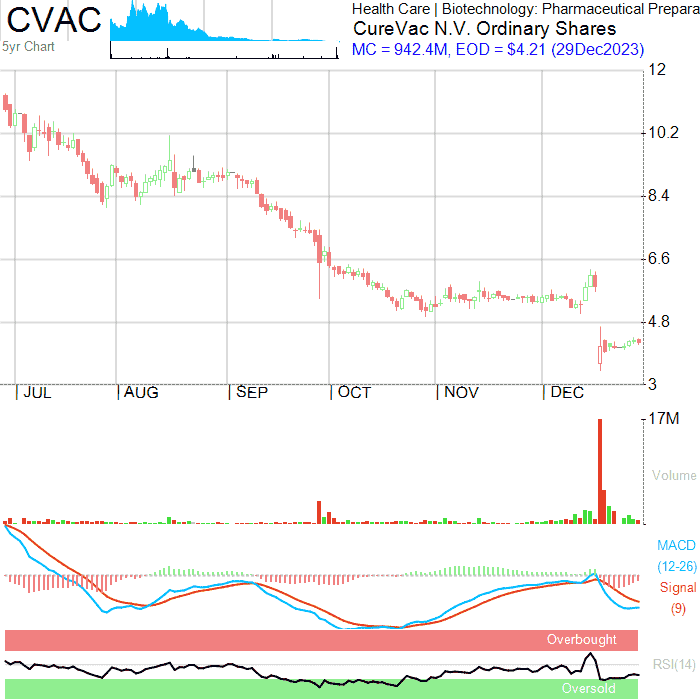 CVAC
5yr Chart
Health Care | Biotechnology: Pharmaceutical Prepara
CureVac N.V. Ordinary Shares
MC = 942.4M, EOD = $4.21 (29Dec2023)
12
10.2
8.4
6.6
4.8
3
JUL AUG SEP OCT NOV DEC
17M
Volume
MACD
(12-26)
Signal
(9)
Overbought
RSI(14)
Oversold